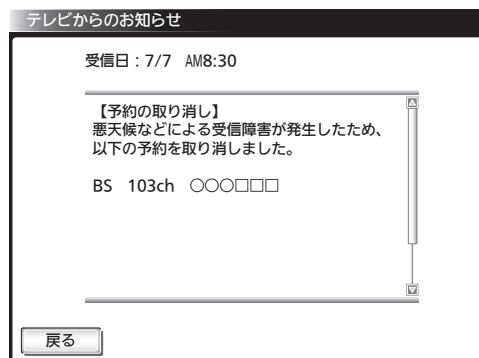 テレビからのお知らせ
受信日：7/7 AM8:30
【予約の取り消し】
悪天候などによる受信障害が発生したため、
以下の予約を取り消しました。
BS 103ch ○○○□□□
戻る